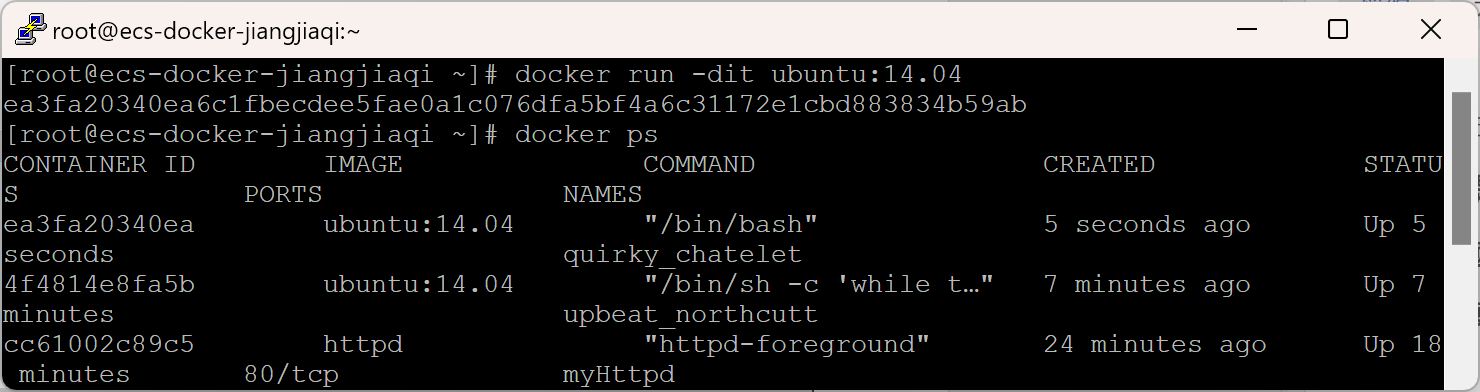 root@ecs-docker-jiangjiaqi:~
[root@ecs-docker-jiangjiaqi ~]# docker run -dit ubuntu:14.04
ea3fa20340ea6c1fbecdee5fae0a1c076dfa5bf4a6c31172e1cbd883834b59ab
[root@ecs-docker-jiangjiaqi ~]# docker ps
CONTAINER ID        IMAGE               COMMAND                  CREATED             STATU
S              PORTS               NAMES
ea3fa20340ea        ubuntu:14.04        "/bin/bash"              5 seconds ago       Up 5
seconds                            quirky_chatelet
4f4814e8fa5b        ubuntu:14.04        "/bin/sh -c 'while t…"   7 minutes ago       Up 7
minutes                            upbeat_northcutt
cc61002c89c5        httpd               "httpd-foreground"       24 minutes ago      Up 18
 minutes       80/tcp              myHttpd